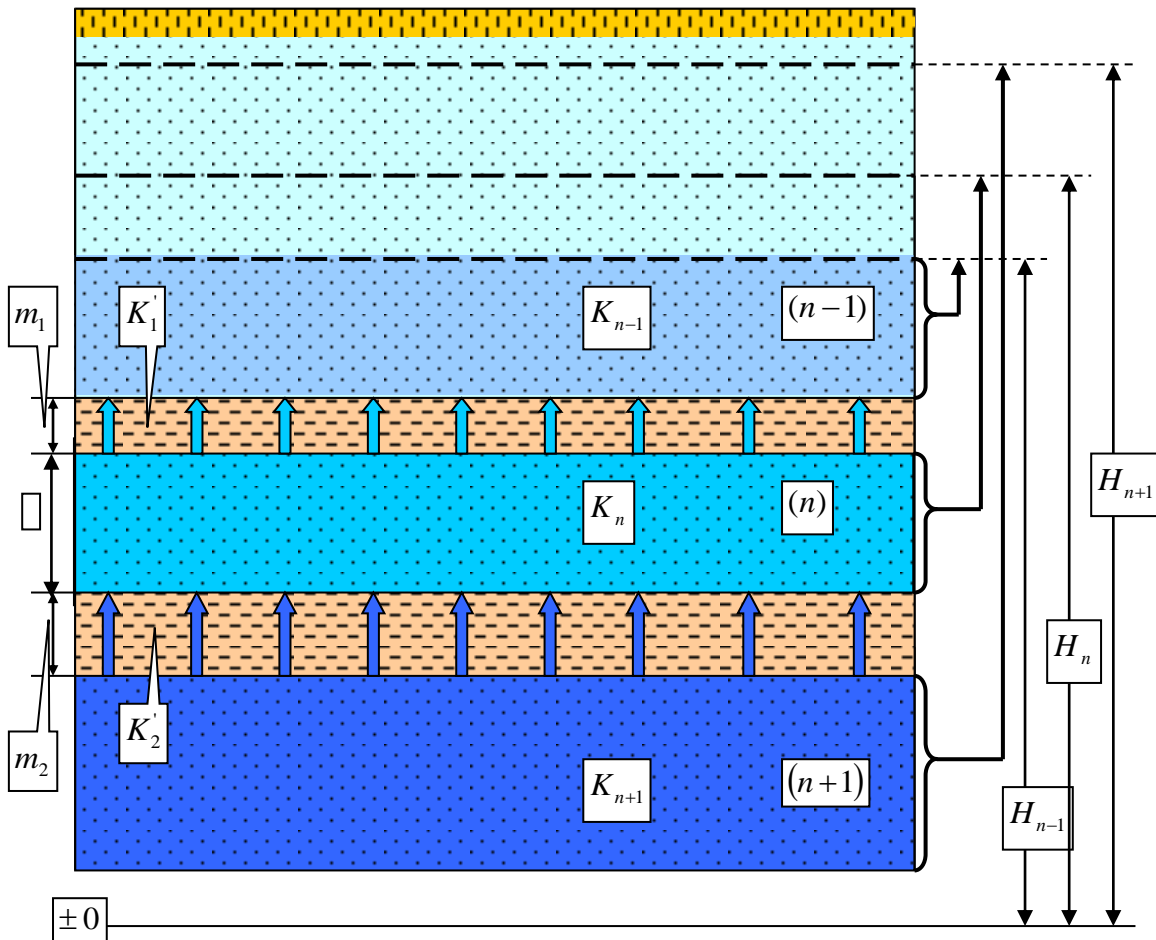 m₁
K'₁
Kₙ₋₁
(n−1)
Kₙ
(n)
Hₙ₊₁
Hₙ
K'₂
m₂
Kₙ₊₁
(n+1)
Hₙ₋₁
±0